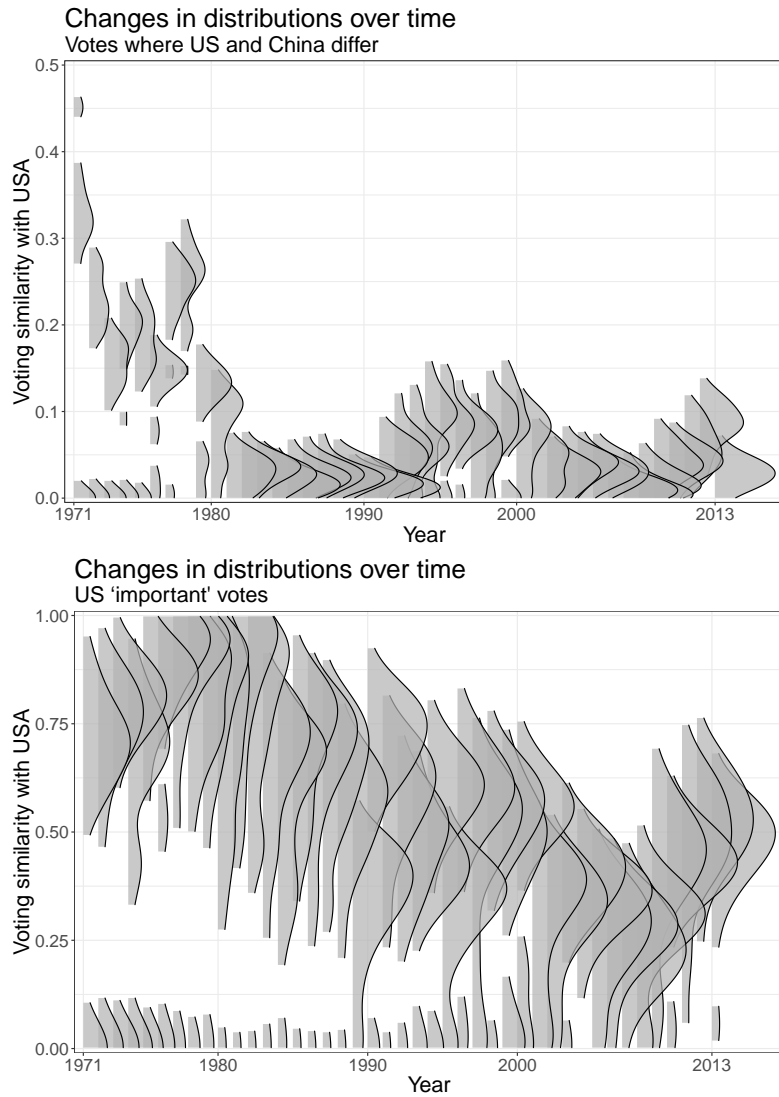 Changes in distributions over time
Votes where US and China differ
Voting similarity with USA
0.5
0.4
0.3
0.2
0.1
0.0
1971
1980
1990
2000
2013
Year
Changes in distributions over time
US ‘important' votes
Voting similarity with USA
1.00
0.75
0.50
0.25
0.00
1971
1980
1990
2000
2013
Year